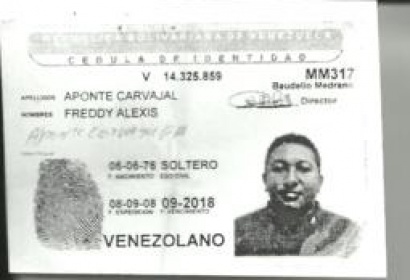 REPUBLICA BOLIVARIANA DE VENEZUELA
CEDULA DE IDENTIDAD
V 14.325.859
MM317
Baudelio Medrano
Director
APELLIDOS APONTE CARVAJAL
NOMBRES FREDDY ALEXIS
06-06-76 SOLTERO
F NACIMIENTO EDO CIVIL
08-09-08 09-2018
F EXPEDICION F VENCIMIENTO
VENEZOLANO